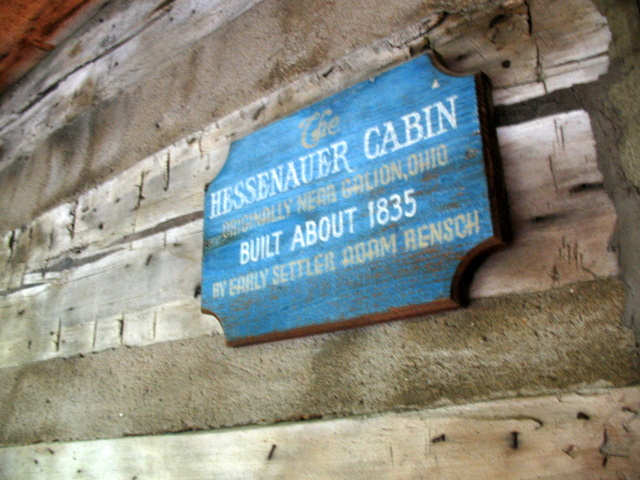 The
HESSENAUER CABIN
ORIGINALLY NEAR GALION, OHIO
BUILT ABOUT 1835
BY EARLY SETTLER ADAM RENSCH